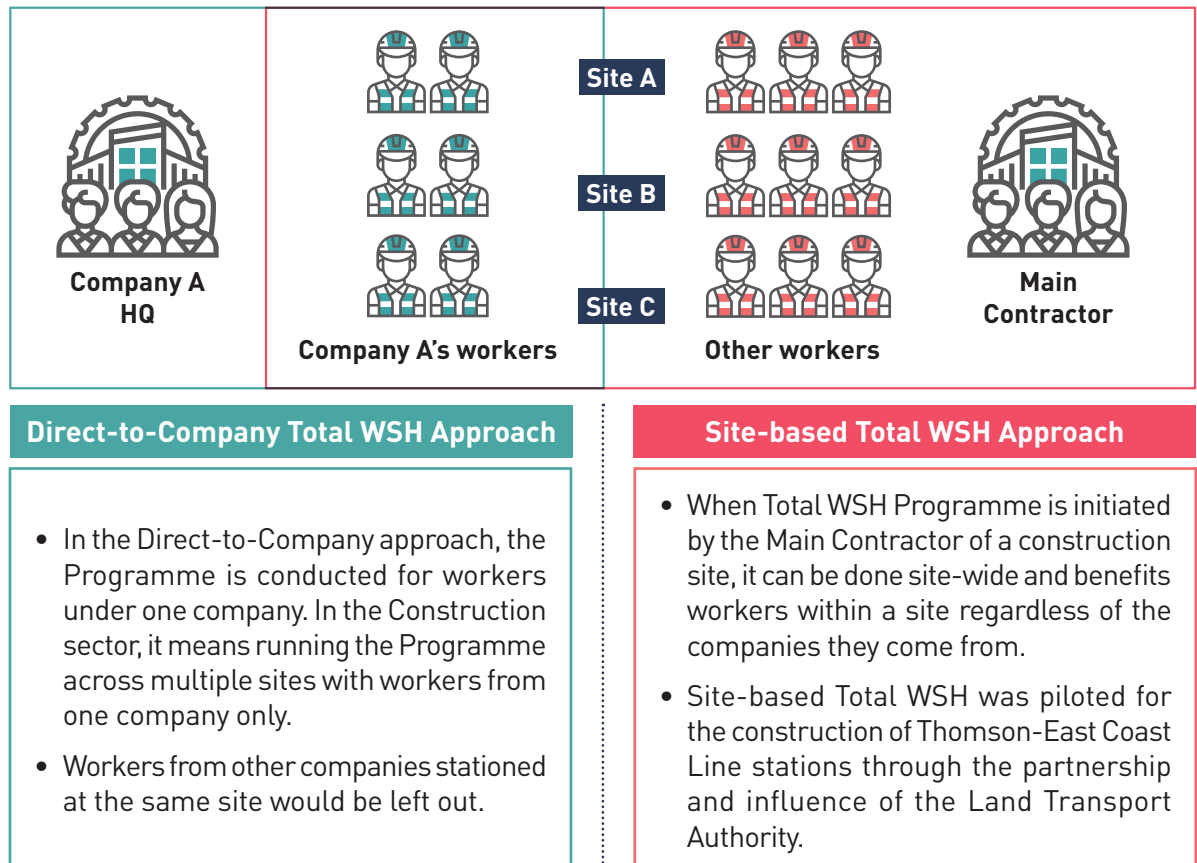 Site A
Site B
Site C
Company A
HQ
Company A's workers
Other workers
Main
Contractor
Direct-to-Company Total WSH Approach
• In the Direct-to-Company approach, the
Programme is conducted for workers
under one company. In the Construction
sector, it means running the Programme
across multiple sites with workers from
one company only.
• Workers from other companies stationed
at the same site would be left out.
Site-based Total WSH Approach
• When Total WSH Programme is initiated
by the Main Contractor of a construction
site, it can be done site-wide and benefits
workers within a site regardless of the
companies they come from.
• Site-based Total WSH was piloted for
the construction of Thomson-East Coast
Line stations through the partnership
and influence of the Land Transport
Authority.